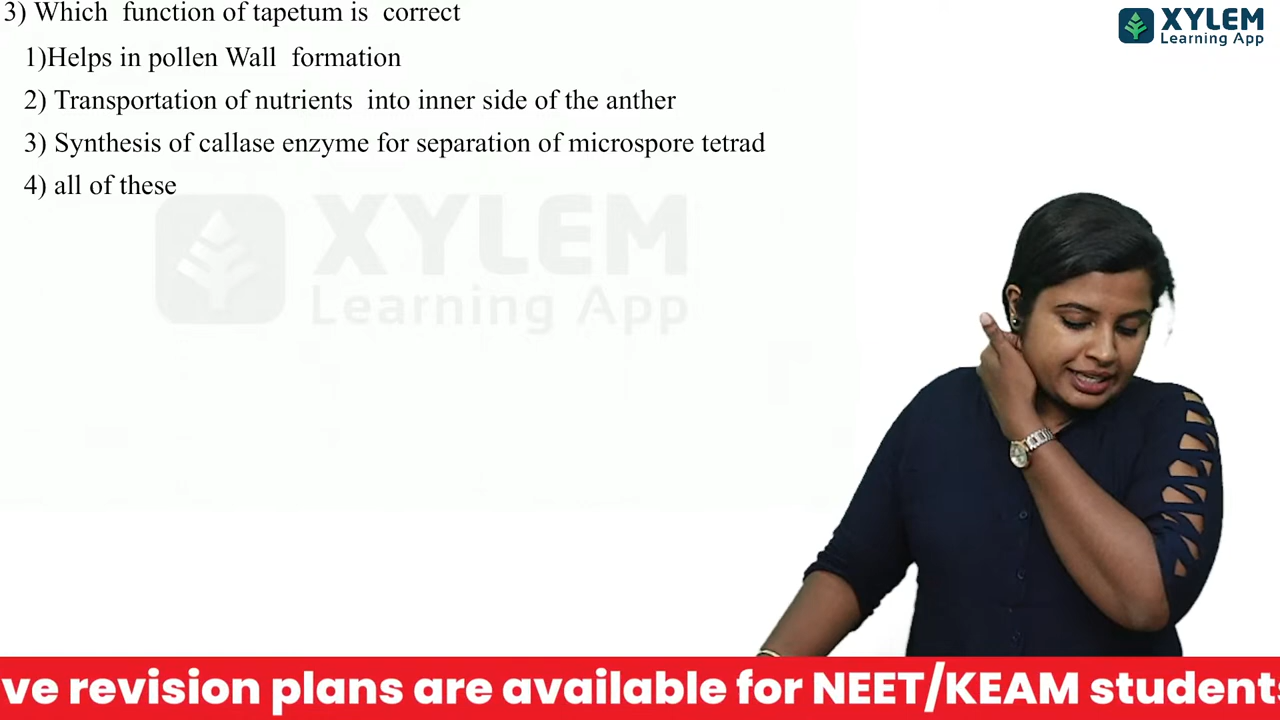 3) Which function of tapetum is correct
XYLEM
Learning App
1)Helps in pollen Wall formation
2) Transportation of nutrients into inner side of the anther
3) Synthesis of callase enzyme for separation of microspore tetrad
4) all of these
XYLEM
Learning App
ve revision plans are available for NEET/KEAM students